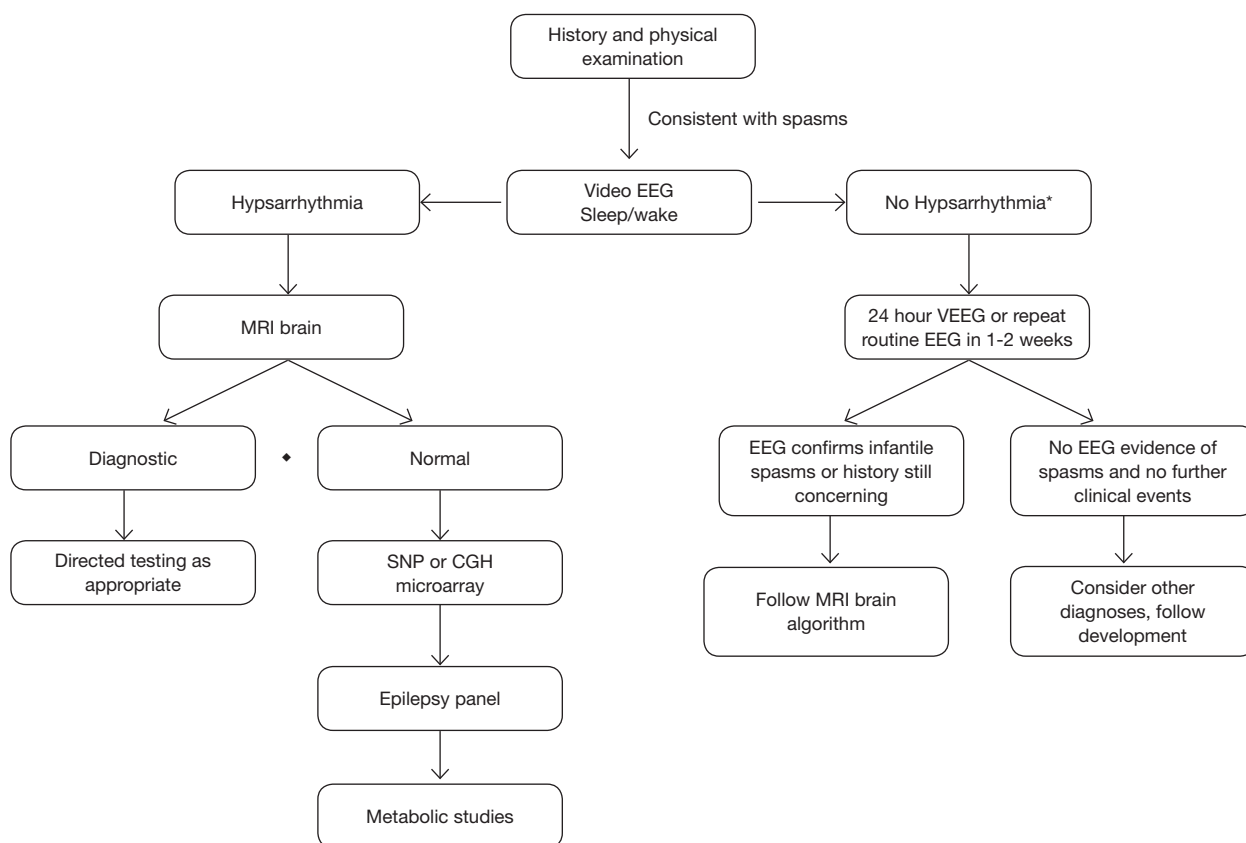 History and physical
examination
Consistent with spasms
Hypsarrhythmia
Video EEG
Sleep/wake
No Hypsarrhythmia*
MRI brain
24 hour VEEG or repeat
routine EEG in 1-2 weeks
Diagnostic
Normal
EEG confirms infantile
spasms or history still
concerning
No EEG evidence of
spasms and no further
clinical events
Directed testing as
appropriate
SNP or CGH
microarray
Follow MRI brain
algorithm
Consider other
diagnoses, follow
development
Epilepsy panel
Metabolic studies